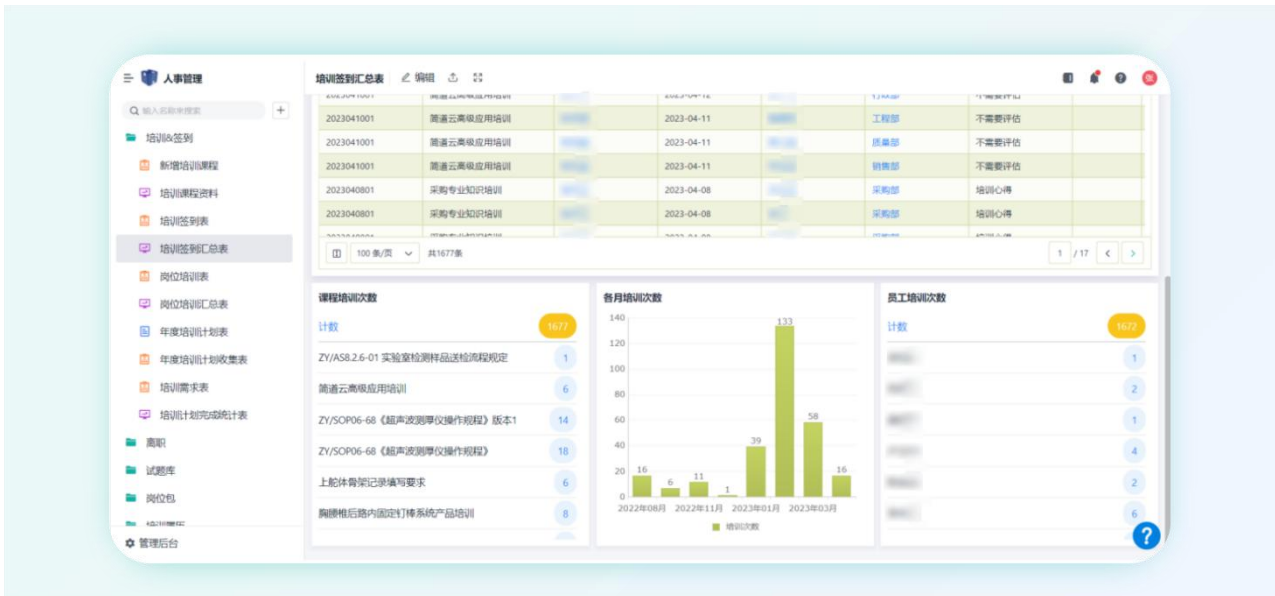 人事管理
输入名称来搜索
培训&签到
新增培训课程
培训课程资料
培训签到表
培训签到汇总表
岗位培训表
岗位培训汇总表
年度培训计划表
年度培训计划收集表
培训需求表
培训计划完成统计表
离职
试题库
岗位包
管理后台
培训签到汇总表 编辑
张
2023041001 简道云高级应用培训 2023-04-11 工程部 不需要评估
2023041001 简道云高级应用培训 2023-04-11 质量部 不需要评估
2023041001 简道云高级应用培训 2023-04-11 销售部 不需要评估
2023040801 采购专业知识培训 2023-04-08 采购部 培训心得
2023040801 采购专业知识培训 2023-04-08 采购部 培训心得
100 条/页 共1677条 1 / 17
课程培训次数
计数 1677
ZY/AS8.2.6-01 实验室检测样品送检流程规定 1
简道云高级应用培训 6
ZY/SOP06-68《超声波测厚仪操作规程》版本1 14
ZY/SOP06-68《超声波测厚仪操作规程》 18
上舵体骨架记录填写要求 6
胸腰椎后路内固定钉棒系统产品培训 8
各月培训次数
140
120
100
80
60
40
20
0
16 6 11 1 39 133 58 16
2022年08月 2022年11月 2023年01月 2023年03月
培训次数
员工培训次数
计数 1677
1
2
1
4
2
6
?